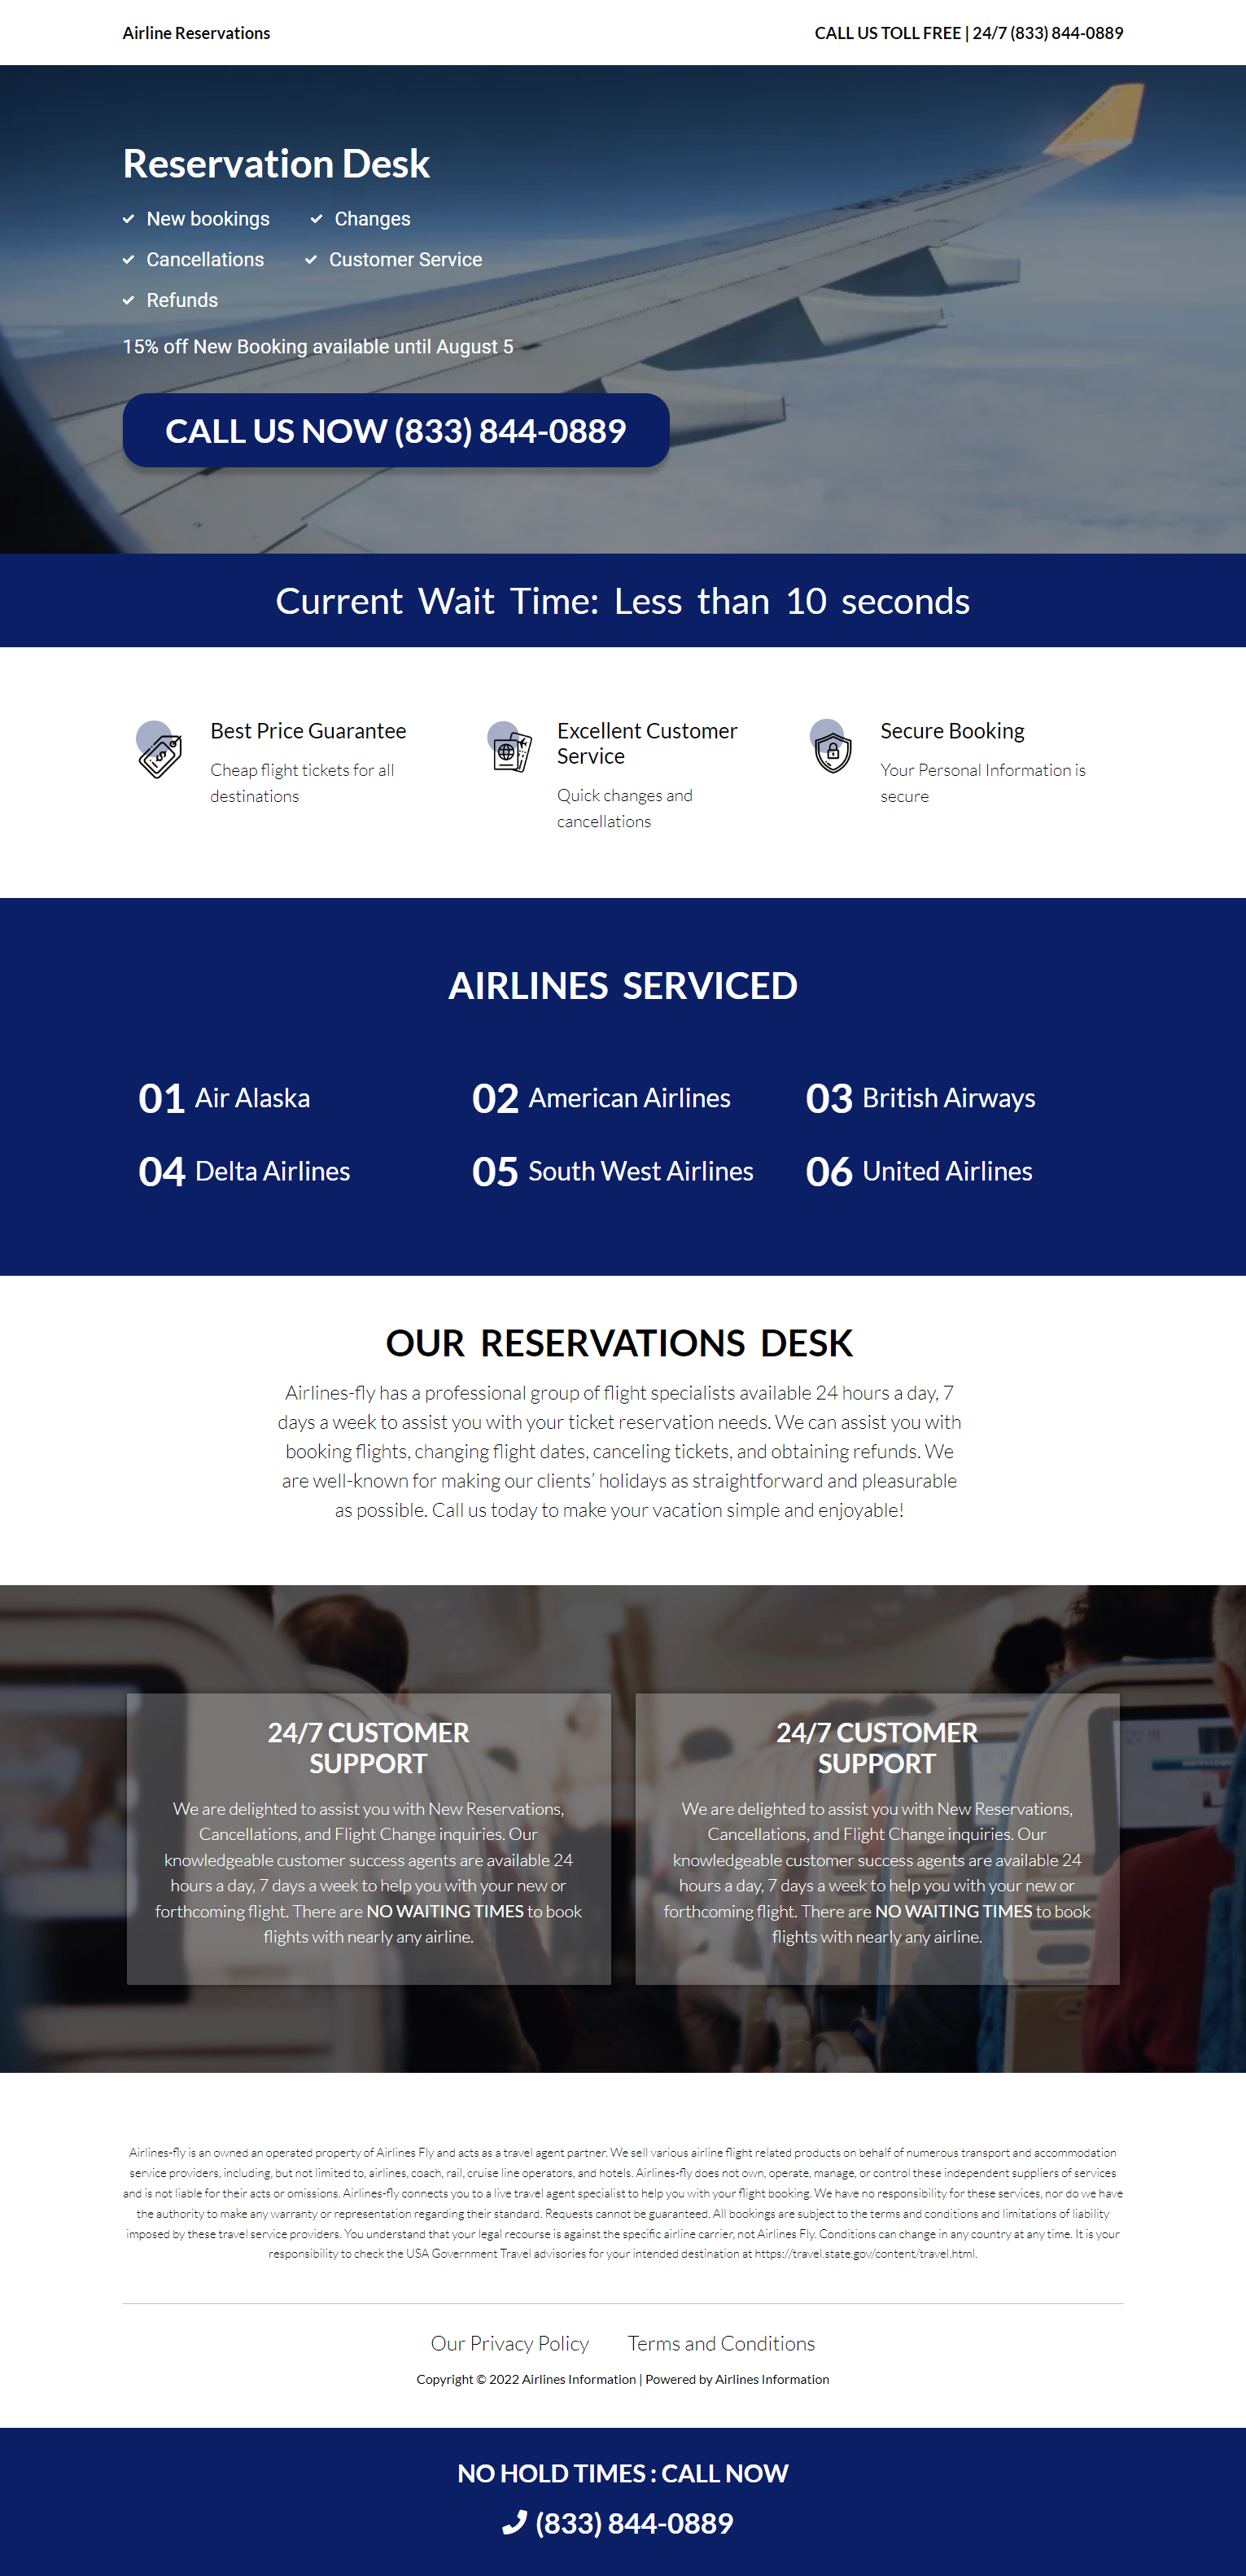 Airline Reservations
CALL US TOLL FREE | 24/7 (833) 844-0889
Reservation Desk
New bookings
Changes
Cancellations
Customer Service
Refunds
15% off New Booking available until August 5
CALL US NOW (833) 844-0889
Current Wait Time: Less than 10 seconds
Best Price Guarantee
Cheap flight tickets for all
destinations
Excellent Customer
Service
Quick changes and
cancellations
Secure Booking
Your Personal Information is
secure
AIRLINES SERVICED
01 Air Alaska
02 American Airlines
03 British Airways
04 Delta Airlines
05 South West Airlines
06 United Airlines
OUR RESERVATIONS DESK
Airlines-fly has a professional group of flight specialists available 24 hours a day, 7
days a week to assist you with your ticket reservation needs. We can assist you with
booking flights, changing flight dates, canceling tickets, and obtaining refunds. We
are well-known for making our clients’ holidays as straightforward and pleasurable
as possible. Call us today to make your vacation simple and enjoyable!
24/7 CUSTOMER
SUPPORT
We are delighted to assist you with New Reservations,
Cancellations, and Flight Change inquiries. Our
knowledgeable customer success agents are available 24
hours a day, 7 days a week to help you with your new or
forthcoming flight. There are NO WAITING TIMES to book
flights with nearly any airline.
24/7 CUSTOMER
SUPPORT
We are delighted to assist you with New Reservations,
Cancellations, and Flight Change inquiries. Our
knowledgeable customer success agents are available 24
hours a day, 7 days a week to help you with your new or
forthcoming flight. There are NO WAITING TIMES to book
flights with nearly any airline.
Airlines-fly is an owned an operated property of Airlines Fly and acts as a travel agent partner. We sell various airline flight related products on behalf of numerous transport and accommodation
service providers, including, but not limited to, airlines, coach, rail, cruise line operators, and hotels. Airlines-fly does not own, operate, manage, or control these independent suppliers of services
and is not liable for their acts or omissions. Airlines-fly connects you to a live travel agent specialist to help you with your flight booking. We have no responsibility for these services, nor do we have
the authority to make any warranty or representation regarding their standard. Requests cannot be guaranteed. All bookings are subject to the terms and conditions and limitations of liability
imposed by these travel service providers. You understand that your legal recourse is against the specific airline carrier, not Airlines Fly. Conditions can change in any country at any time. It is your
responsibility to check the USA Government Travel advisories for your intended destination at https://travel.state.gov/content/travel.html.
Our Privacy Policy
Terms and Conditions
Copyright © 2022 Airlines Information | Powered by Airlines Information
NO HOLD TIMES : CALL NOW
(833) 844-0889